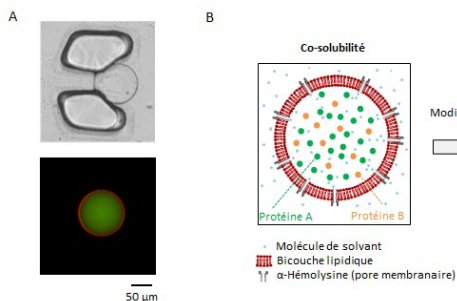 A
B
Co-solubilité
Modi
Protéine A
Protéine B
Molécule de solvant
Bicouche lipidique
α-Hémolysine (pore membranaire)
50 µm